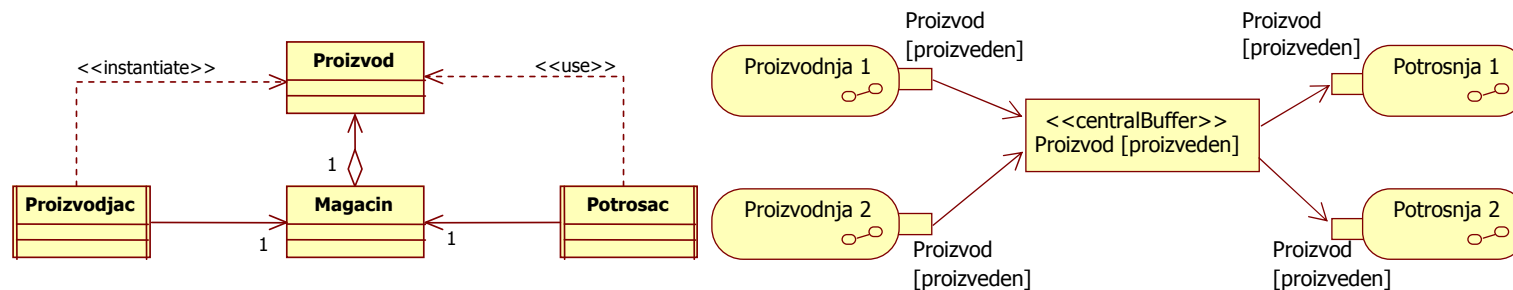 Proizvod
<<instantiate>>
<<use>>
1
Proizvodjac
Magacin
Potrosac
1
1
Proizvod
[proizveden]
Proizvodnja 1
<<centralBuffer>>
Proizvod [proizveden]
Proizvodnja 2
Proizvod
[proizveden]
Proizvod
[proizveden]
Potrosnja 1
Potrosnja 2
Proizvod
[proizveden]